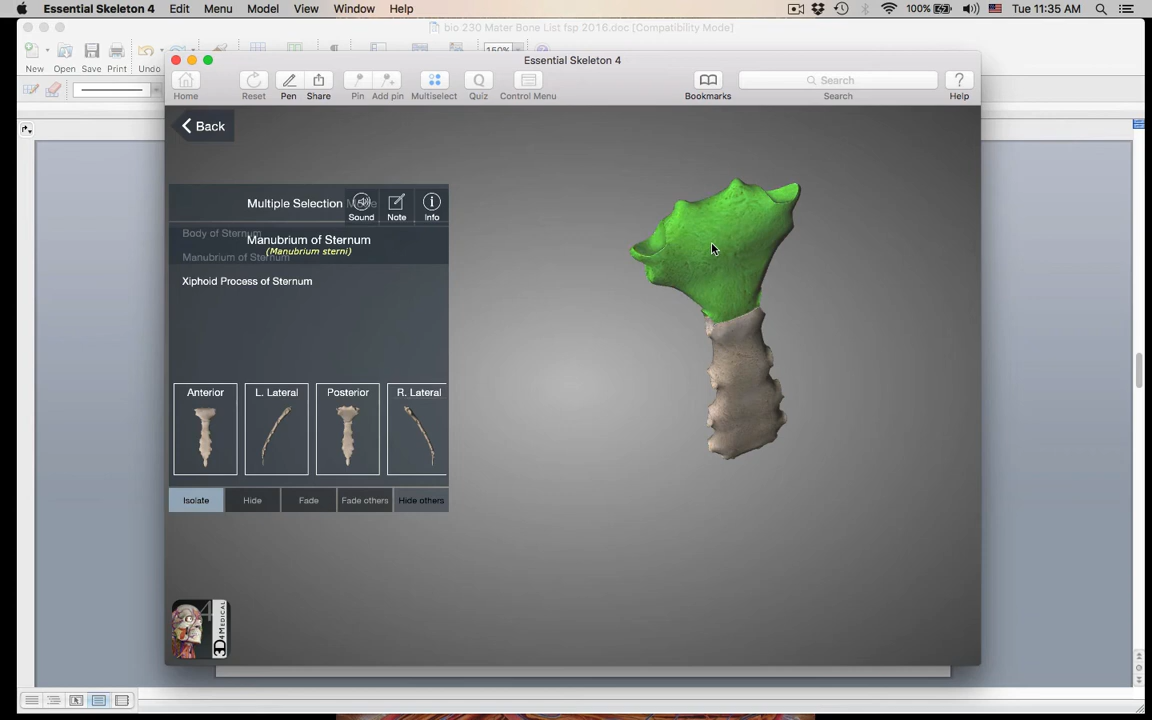 Essential Skeleton 4 Edit Menu Model View Window Help 100% Tue 11:35 AM
bio 230 Mater Bone List fsp 2016.doc [Compatibility Mode]
150%
New Open Save Print Undo
Essential Skeleton 4
Home Reset Pen Share Pin Add pin Multiselect Quiz Control Menu Bookmarks Search Help
Search
Back
Multiple Selection
Sound Note Info
Body of Sternum
Manubrium of Sternum
(Manubrium sterni)
Manubrium of Sternum
Xiphoid Process of Sternum
Anterior L. Lateral Posterior R. Lateral
Isolate Hide Fade Fade others Hide others
4
3D4MEDICAL